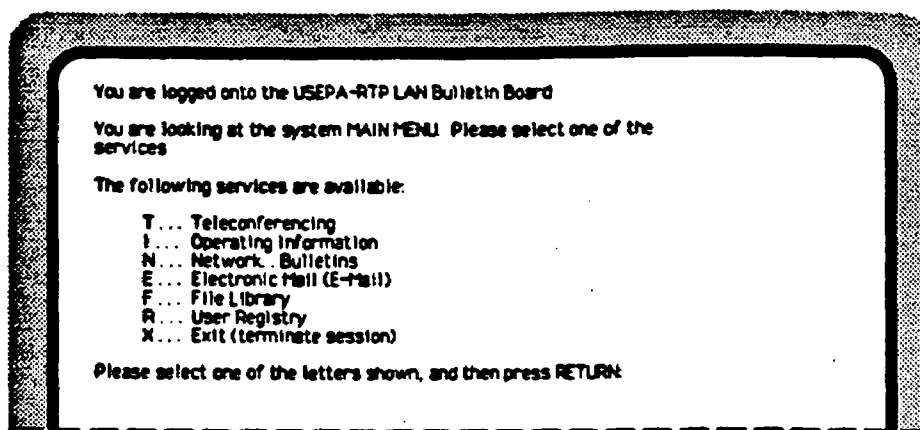 You are logged onto the USEPA-RTP LAN Bulletin Board
You are looking at the system MAIN MENU. Please select one of the
services
The following services are available:
T... Teleconferencing
I... Operating Information
N... Network.. Bulletins
E... Electronic Mail (E-Mail)
F... File Library
R... User Registry
X... Exit (terminate session)
Please select one of the letters shown, and then press RETURN: